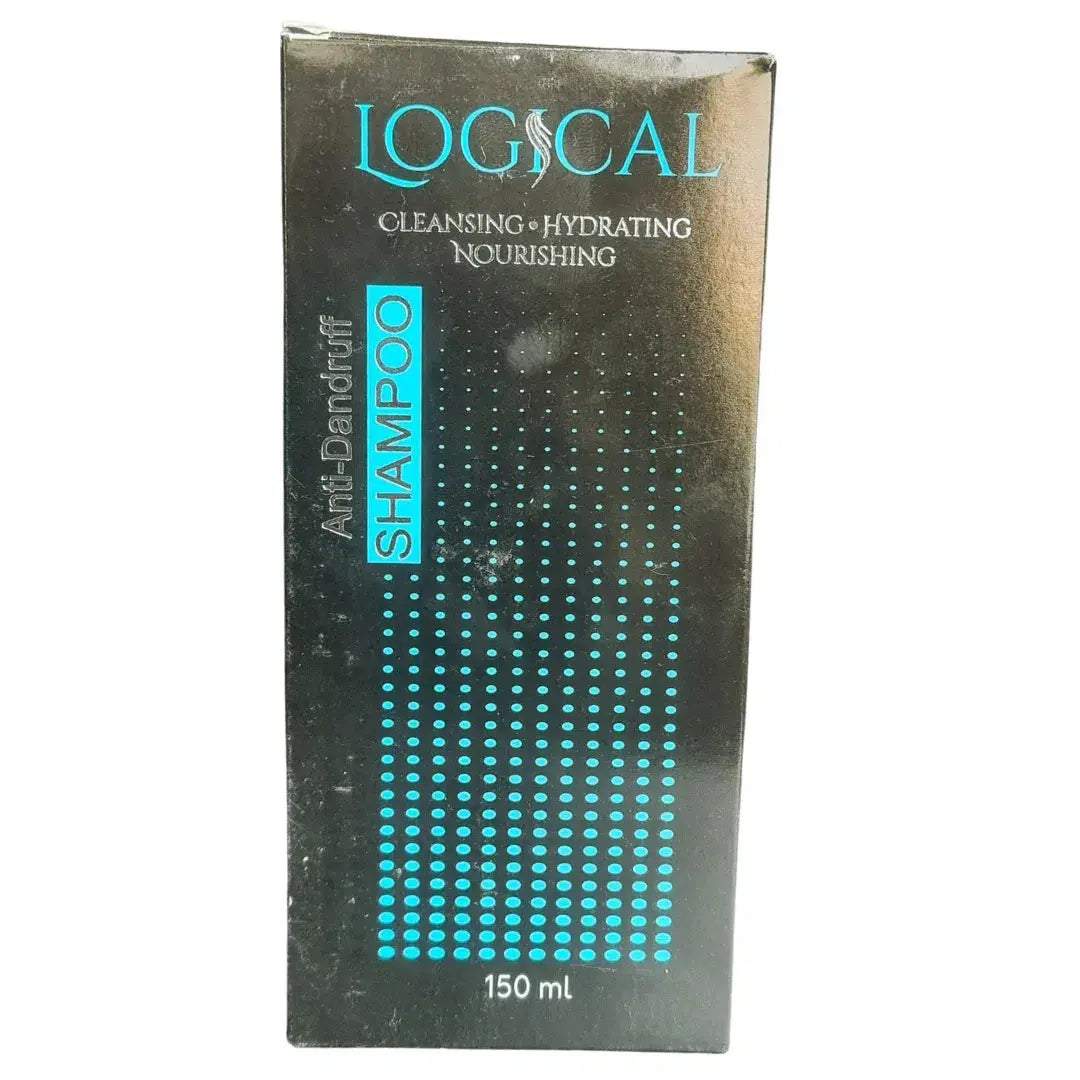 LOGICAL
CLEANSING • HYDRATING
NOURISHING
Anti-Dandruff
SHAMPOO
150 ml